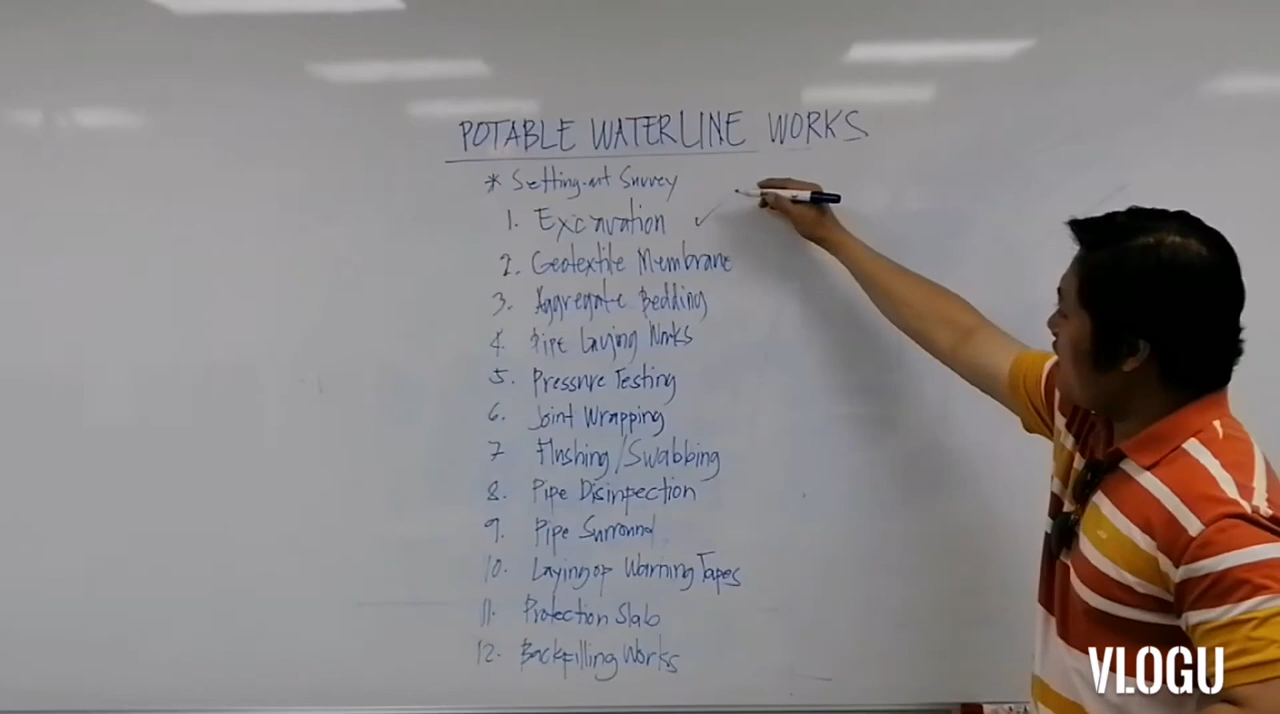 POTABLE WATERLINE WORKS
* Setting-out Survey
1. Excavation ✓
2. Geotextile Membrane
3. Aggregate Bedding
4. Pipe Laying Works
5. Pressure Testing
6. Joint Wrapping
7 Flushing/Swabbing
8. Pipe Disinfection
9. Pipe Surround
10. Laying of Warning Tapes
11. Protection Slab
12. Backfilling Works
VLOGU